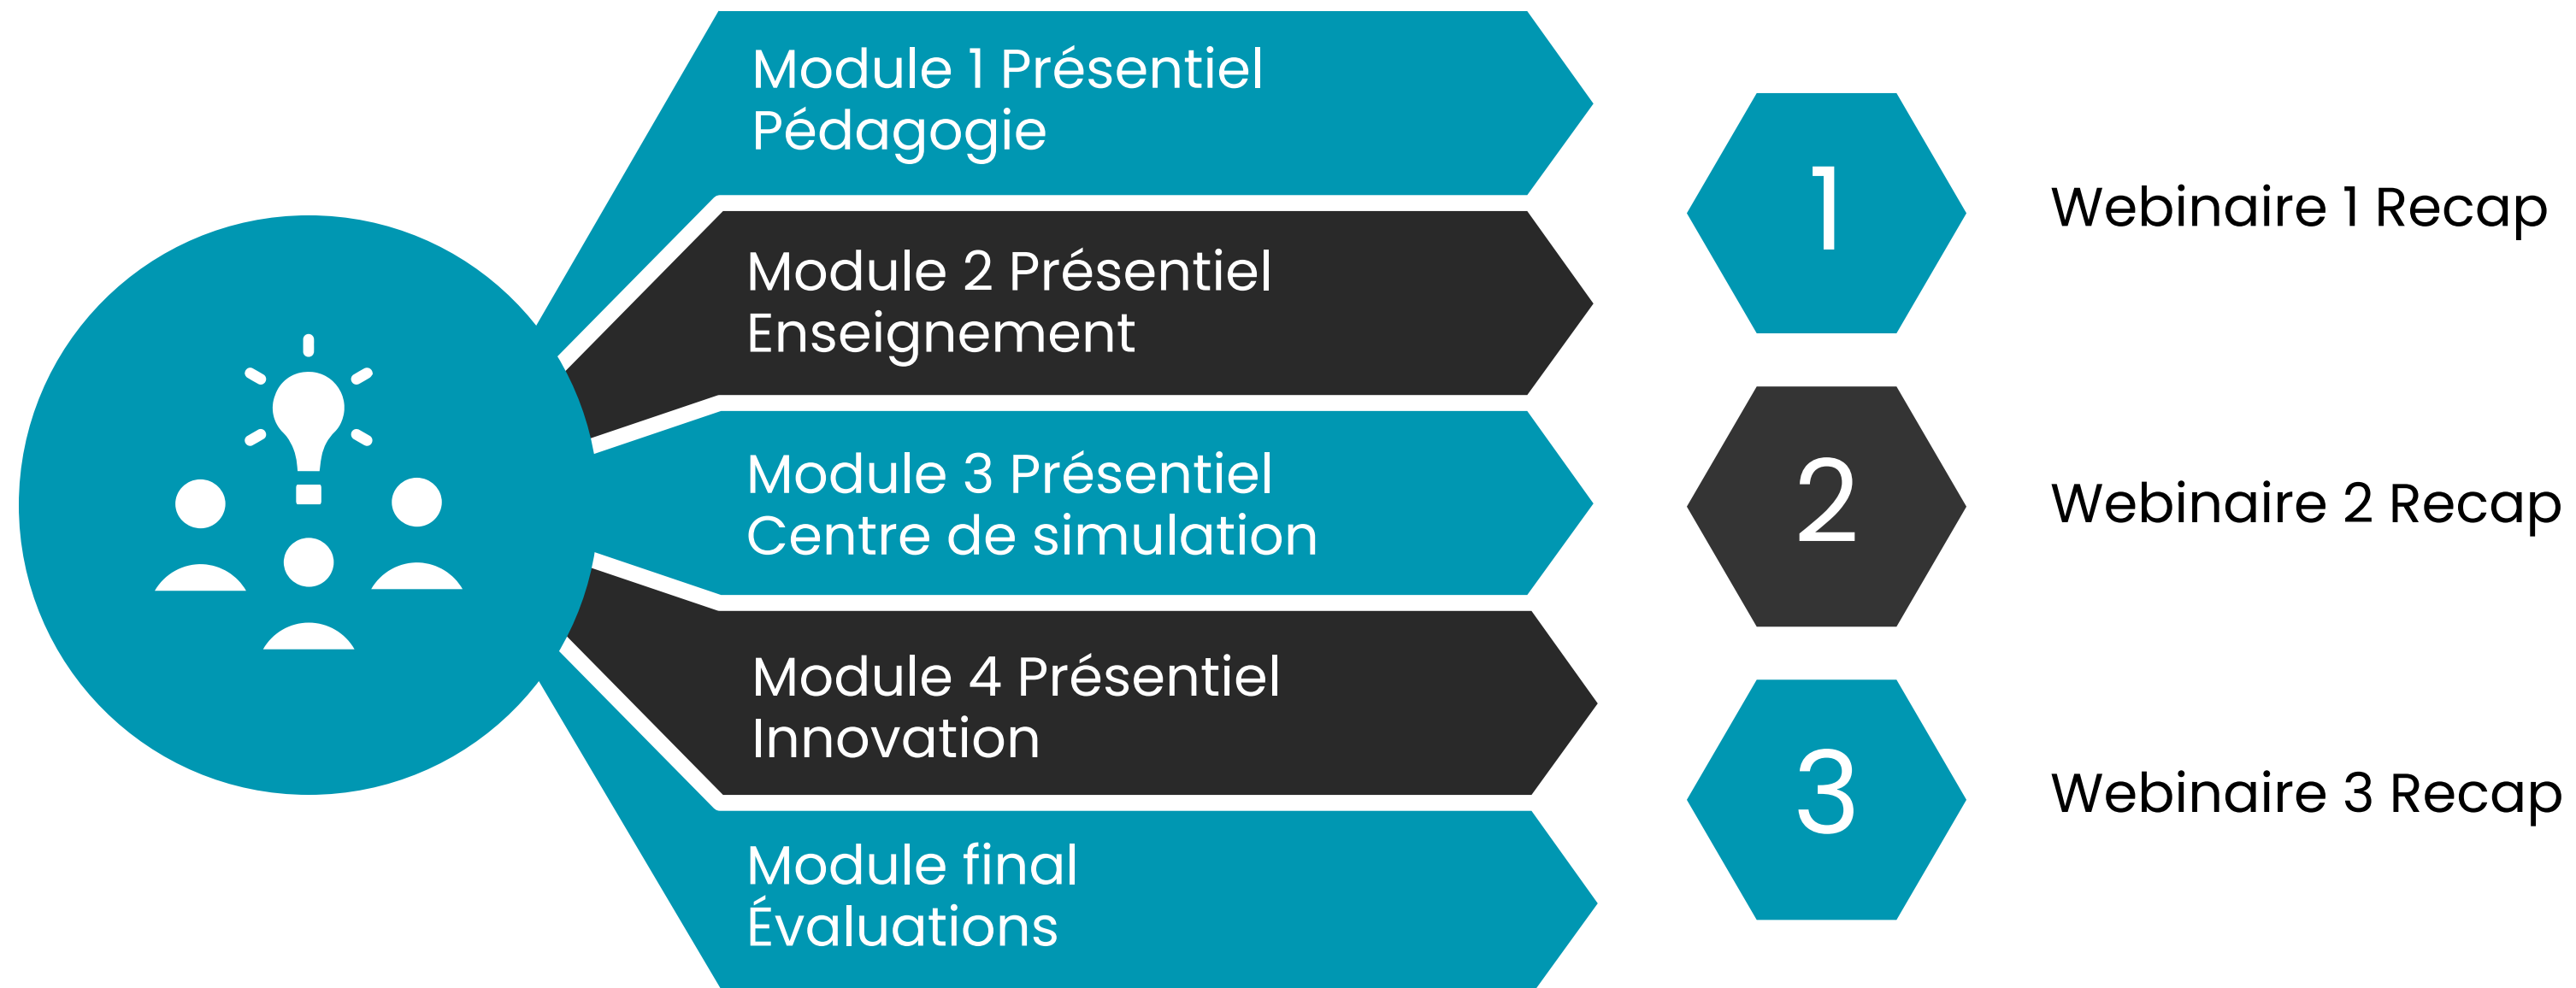 Module 1 Présentiel
Pédagogie
Module 2 Présentiel
Enseignement
Module 3 Présentiel
Centre de simulation
Module 4 Présentiel
Innovation
Module final
Évaluations
1
Webinaire 1 Recap
2
Webinaire 2 Recap
3
Webinaire 3 Recap